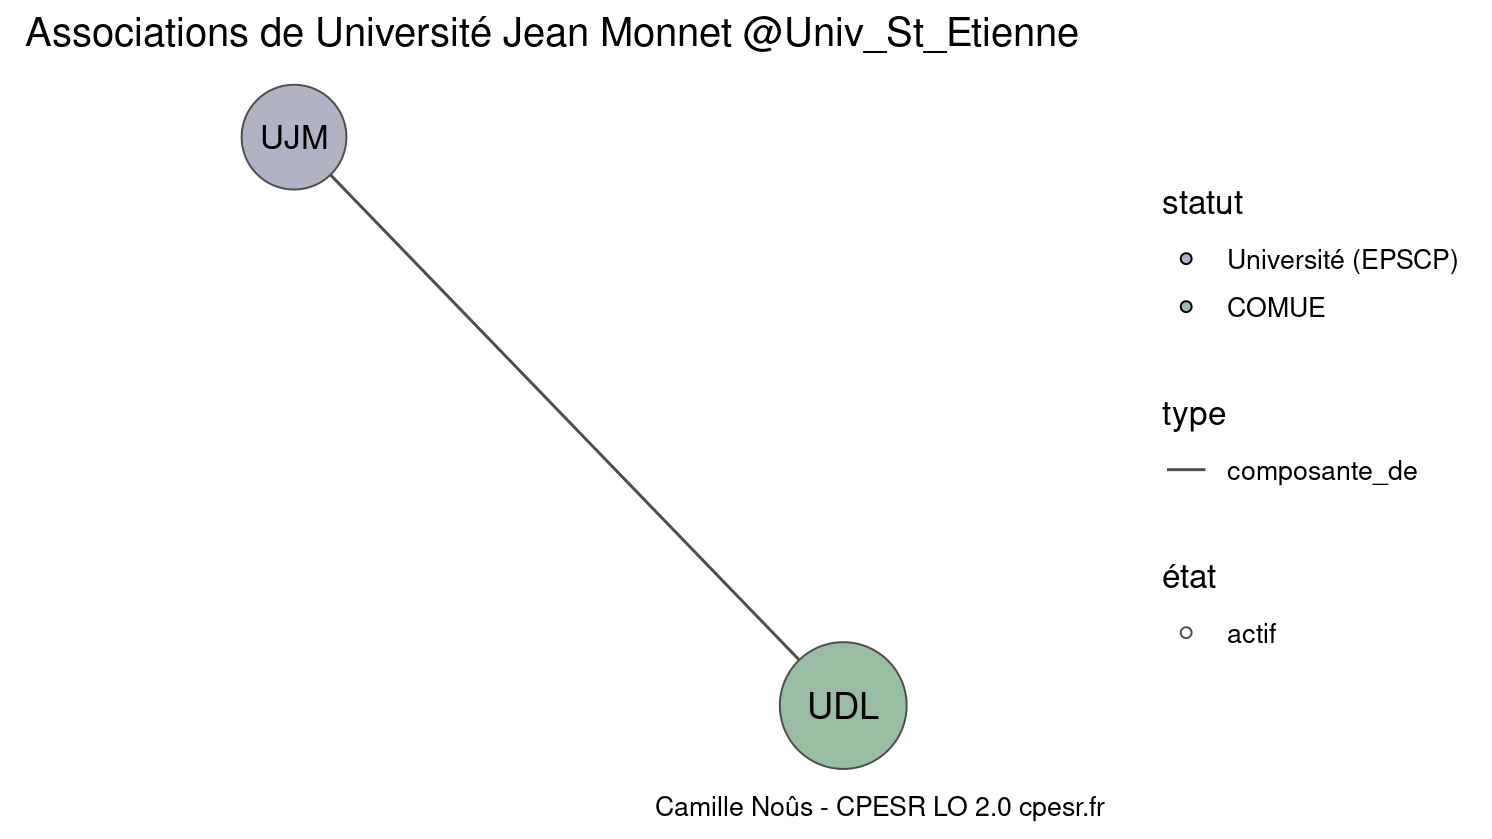 Associations de Université Jean Monnet @Univ_St_Etienne
UJM
UDL
statut
Université (EPSCP)
COMUE
type
composante_de
état
actif
Camille Noûs - CPESR LO 2.0 cpesr.fr